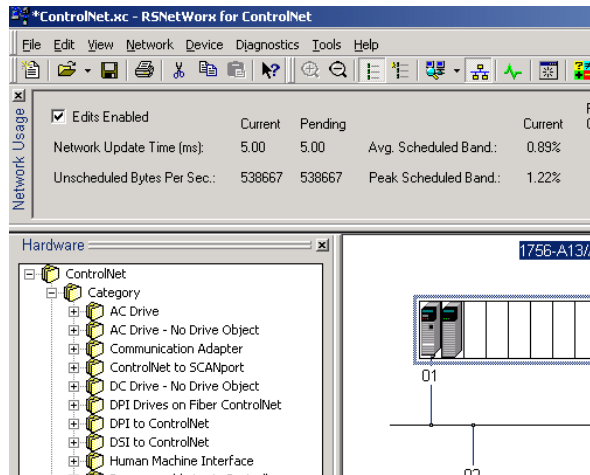 *ControlNet.xc - RSNetWorx for ControlNet
File Edit View Network Device Diagnostics Tools Help
Network Usage
Edits Enabled
Current Pending Current
Network Update Time (ms): 5.00 5.00 Avg. Scheduled Band.: 0.89%
Unscheduled Bytes Per Sec.: 538667 538667 Peak Scheduled Band.: 1.22%
Hardware
1756-A13/
ControlNet
Category
AC Drive
AC Drive - No Drive Object
Communication Adapter
ControlNet to SCANport
DC Drive - No Drive Object
DPI Drives on Fiber ControlNet
DPI to ControlNet
DSI to ControlNet
Human Machine Interface
01
02